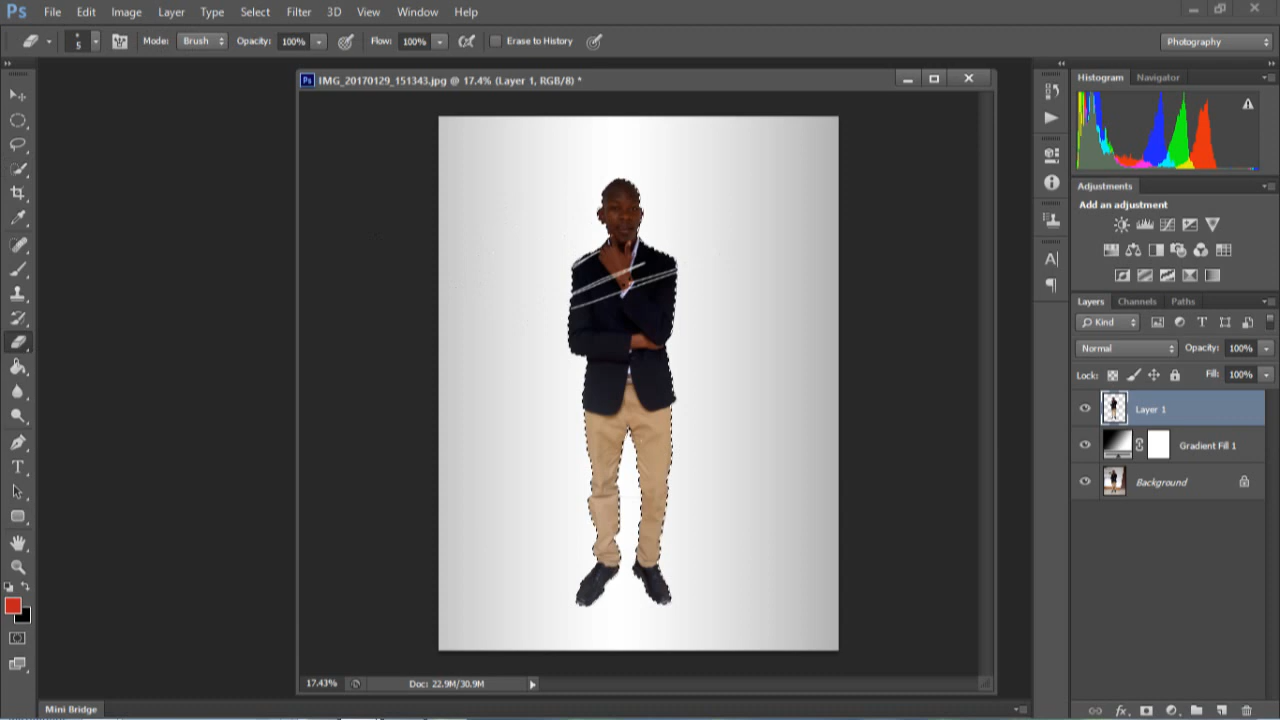 Ps File Edit Image Layer Type Select Filter 3D View Window Help
5 Mode: Brush Opacity: 100% Flow: 100% Erase to History Photography
Ps IMG_20170129_151343.jpg @ 17.4% (Layer 1, RGB/8) *
Histogram Navigator
Adjustments
Add an adjustment
Layers Channels Paths
Kind
Normal Opacity: 100%
Lock: Fill: 100%
Layer 1
Gradient Fill 1
Background
17.43% Doc: 22.9M/30.9M
Mini Bridge